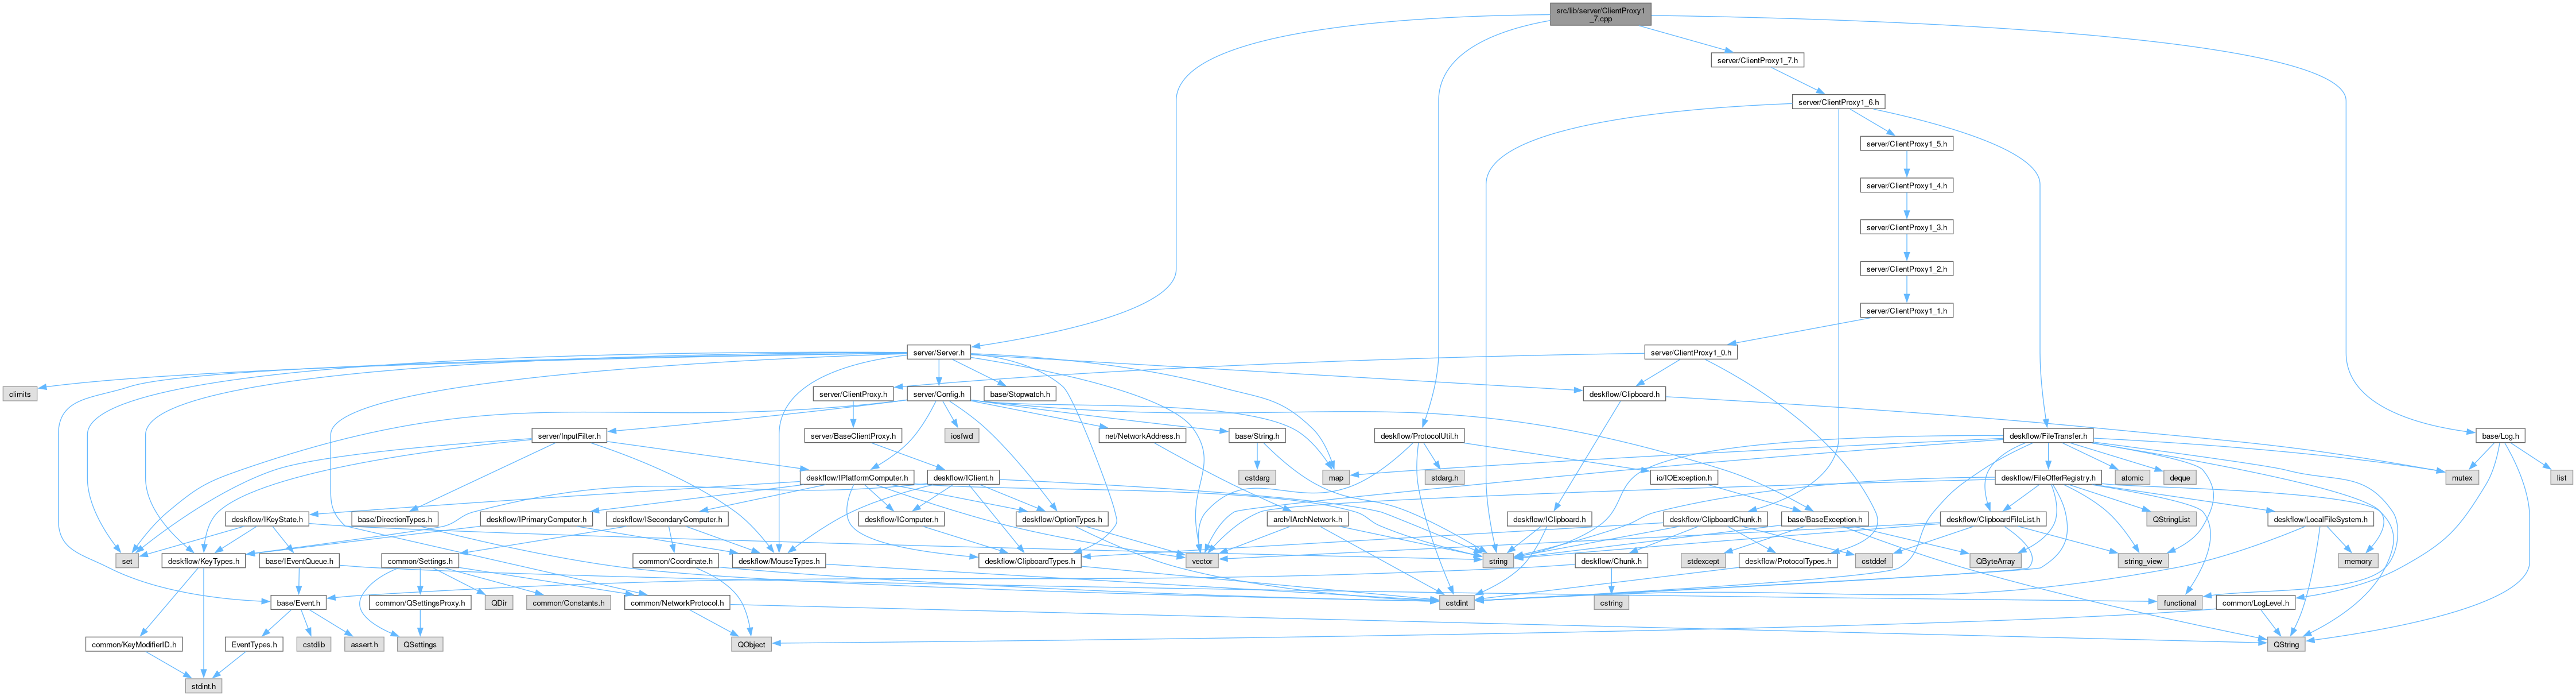 src/lib/server/ClientProxy1
_7.cpp
server/ClientProxy1_7.h
server/ClientProxy1_6.h
server/ClientProxy1_5.h
server/ClientProxy1_4.h
server/ClientProxy1_3.h
server/ClientProxy1_2.h
server/ClientProxy1_1.h
server/Server.h
server/ClientProxy1_0.h
climits
server/ClientProxy.h
server/Config.h
base/Stopwatch.h
deskflow/Clipboard.h
server/InputFilter.h
server/BaseClientProxy.h
iosfwd
net/NetworkAddress.h
base/String.h
deskflow/ProtocolUtil.h
deskflow/FileTransfer.h
base/Log.h
deskflow/IPlatformComputer.h
deskflow/IClient.h
cstdarg
map
stdarg.h
io/IOException.h
deskflow/FileOfferRegistry.h
atomic
deque
mutex
list
deskflow/IKeyState.h
base/DirectionTypes.h
deskflow/IPrimaryComputer.h
deskflow/ISecondaryComputer.h
deskflow/IComputer.h
deskflow/OptionTypes.h
arch/IArchNetwork.h
deskflow/IClipboard.h
deskflow/ClipboardChunk.h
base/BaseException.h
deskflow/ClipboardFileList.h
QStringList
deskflow/LocalFileSystem.h
set
deskflow/KeyTypes.h
base/IEventQueue.h
common/Settings.h
common/Coordinate.h
deskflow/MouseTypes.h
deskflow/ClipboardTypes.h
vector
string
deskflow/Chunk.h
stdexcept
deskflow/ProtocolTypes.h
cstddef
QByteArray
string_view
memory
base/Event.h
common/QSettingsProxy.h
QDir
common/Constants.h
common/NetworkProtocol.h
cstdint
cstring
functional
common/LogLevel.h
common/KeyModifierID.h
EventTypes.h
cstdlib
assert.h
QSettings
QObject
QString
stdint.h